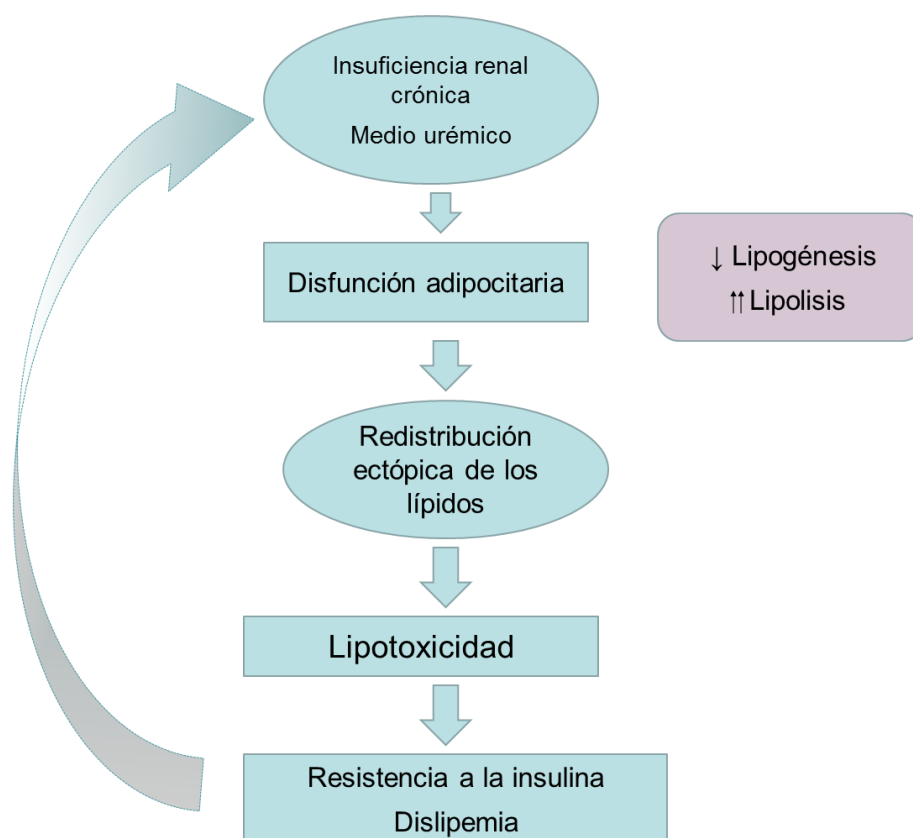 Insuficiencia renal
crónica
Medio urémico
Disfunción adipocitaria
↓ Lipogénesis
↑↑ Lipolisis
Redistribución
ectópica de los
lípidos
Lipotoxicidad
Resistencia a la insulina
Dislipemia